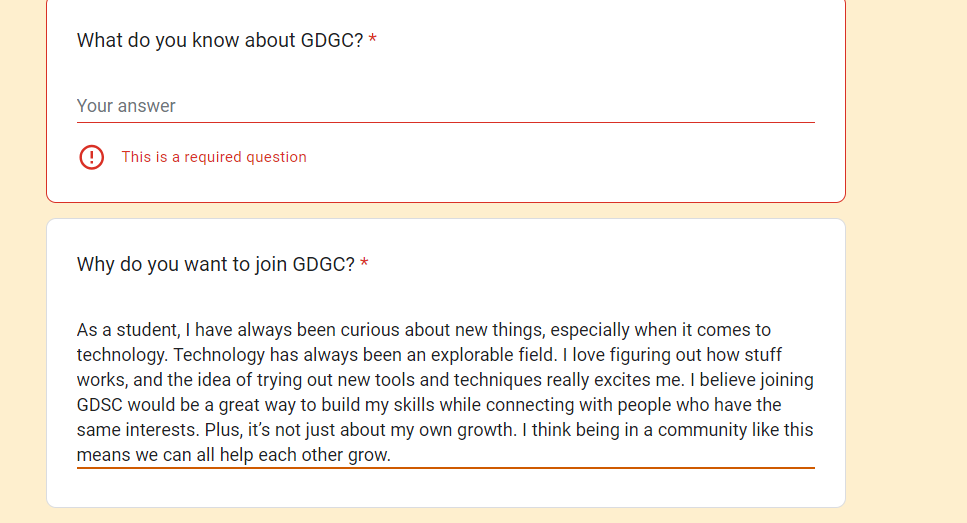 What do you know about GDGC? *
Your answer
This is a required question
Why do you want to join GDGC? *
As a student, I have always been curious about new things, especially when it comes to
technology. Technology has always been an explorable field. I love figuring out how stuff
works, and the idea of trying out new tools and techniques really excites me. I believe joining
GDSC would be a great way to build my skills while connecting with people who have the
same interests. Plus, it’s not just about my own growth. I think being in a community like this
means we can all help each other grow.